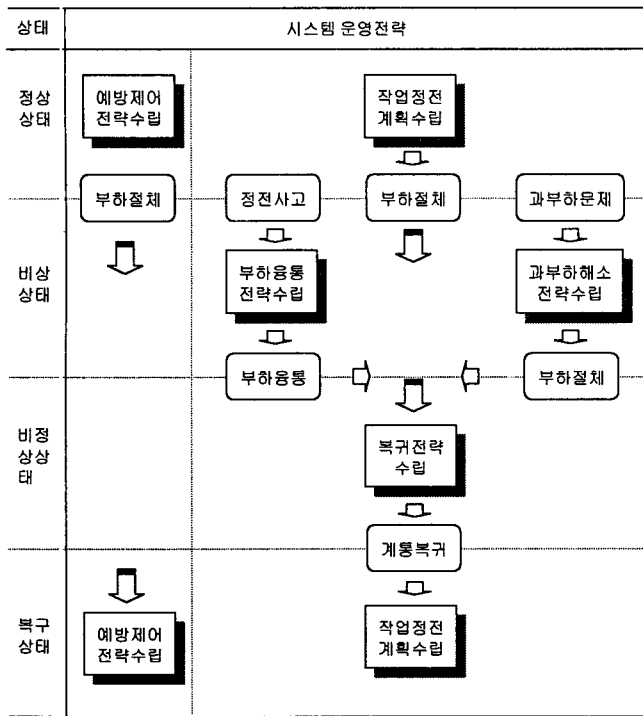 상태
시스템 운영전략
정상
상태
예방제어
전략수립
작업정전
계획수립
부하절체
정전사고
부하절체
과부하문제
비상
상태
부하융통
전략수립
과부하해소
전략수립
부하융통
부하절체
비정
상상
태
복귀전략
수립
계통복귀
복구
상태
예방제어
전략수립
작업정전
계획수립